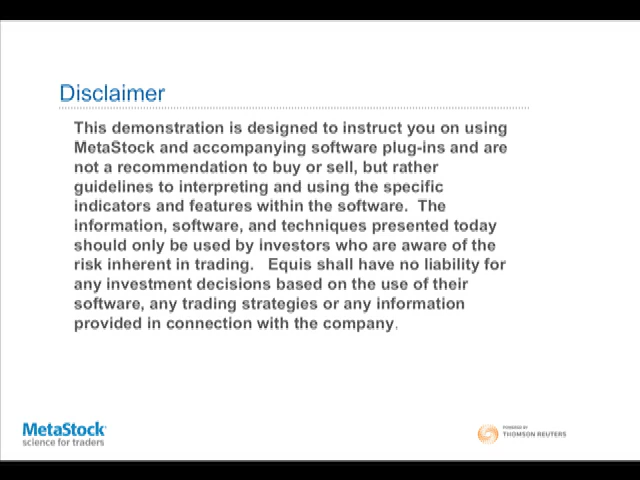 Disclaimer
This demonstration is designed to instruct you on using
MetaStock and accompanying software plug-ins and are
not a recommendation to buy or sell, but rather
guidelines to interpreting and using the specific
indicators and features within the software.  The
information, software, and techniques presented today
should only be used by investors who are aware of the
risk inherent in trading.   Equis shall have no liability for
any investment decisions based on the use of their
software, any trading strategies or any information
provided in connection with the company.
MetaStock
science for traders
POWERED BY
THOMSON REUTERS